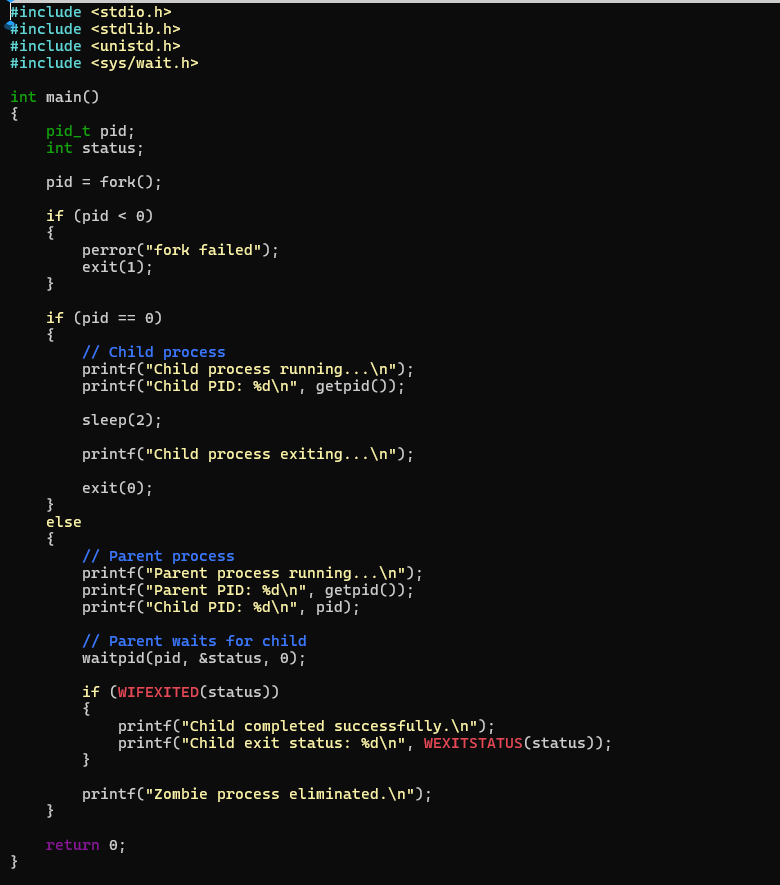 #include <stdio.h>
#include <stdlib.h>
#include <unistd.h>
#include <sys/wait.h>

int main()
{
    pid_t pid;
    int status;

    pid = fork();

    if (pid < 0)
    {
        perror("fork failed");
        exit(1);
    }

    if (pid == 0)
    {
        // Child process
        printf("Child process running...\n");
        printf("Child PID: %d\n", getpid());

        sleep(2);

        printf("Child process exiting...\n");

        exit(0);
    }
    else
    {
        // Parent process
        printf("Parent process running...\n");
        printf("Parent PID: %d\n", getpid());
        printf("Child PID: %d\n", pid);

        // Parent waits for child
        waitpid(pid, &status, 0);

        if (WIFEXITED(status))
        {
            printf("Child completed successfully.\n");
            printf("Child exit status: %d\n", WEXITSTATUS(status));
        }

        printf("Zombie process eliminated.\n");
    }

    return 0;
}